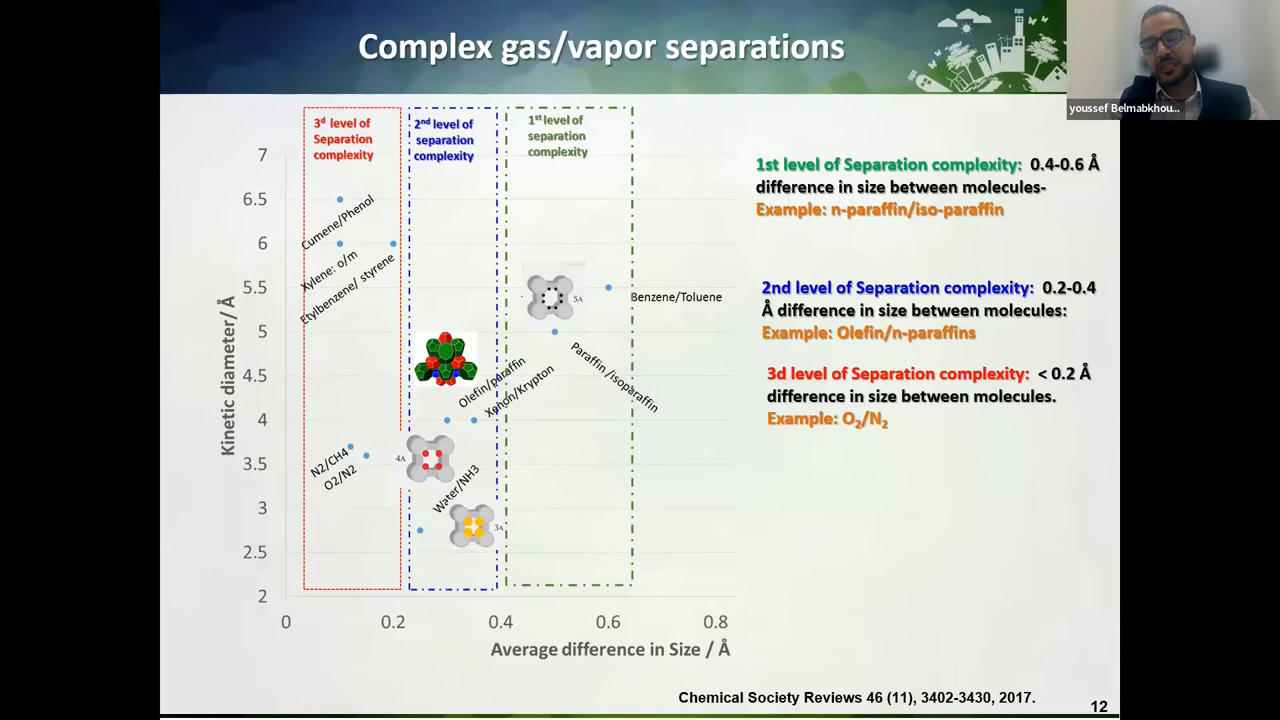 Complex gas/vapor separations
youssef Belmabkhou...
3d level of
Separation
complexity
2nd level of
separation
complexity
1st level of
separation
complexity
7
6.5
6
5.5
5
4.5
4
3.5
3
2.5
2
Kinetic diameter/ Å
Cumene/Phenol
Xylene: o/m
Etylbenzene/ styrene
5A
Benzene/Toluene
Paraffin /isoparaffin
Olefin/paraffin
Xenon/Krypton
N2/CH4
O2/N2
4A
Water/NH3
3A
0
0.2
0.4
0.6
0.8
Average difference in Size / Å
1st level of Separation complexity: 0.4-0.6 Å
difference in size between molecules-
Example: n-paraffin/iso-paraffin
2nd level of Separation complexity: 0.2-0.4
Å difference in size between molecules:
Example: Olefin/n-paraffins
3d level of Separation complexity: < 0.2 Å
difference in size between molecules.
Example: O2/N2
Chemical Society Reviews 46 (11), 3402-3430, 2017.
12